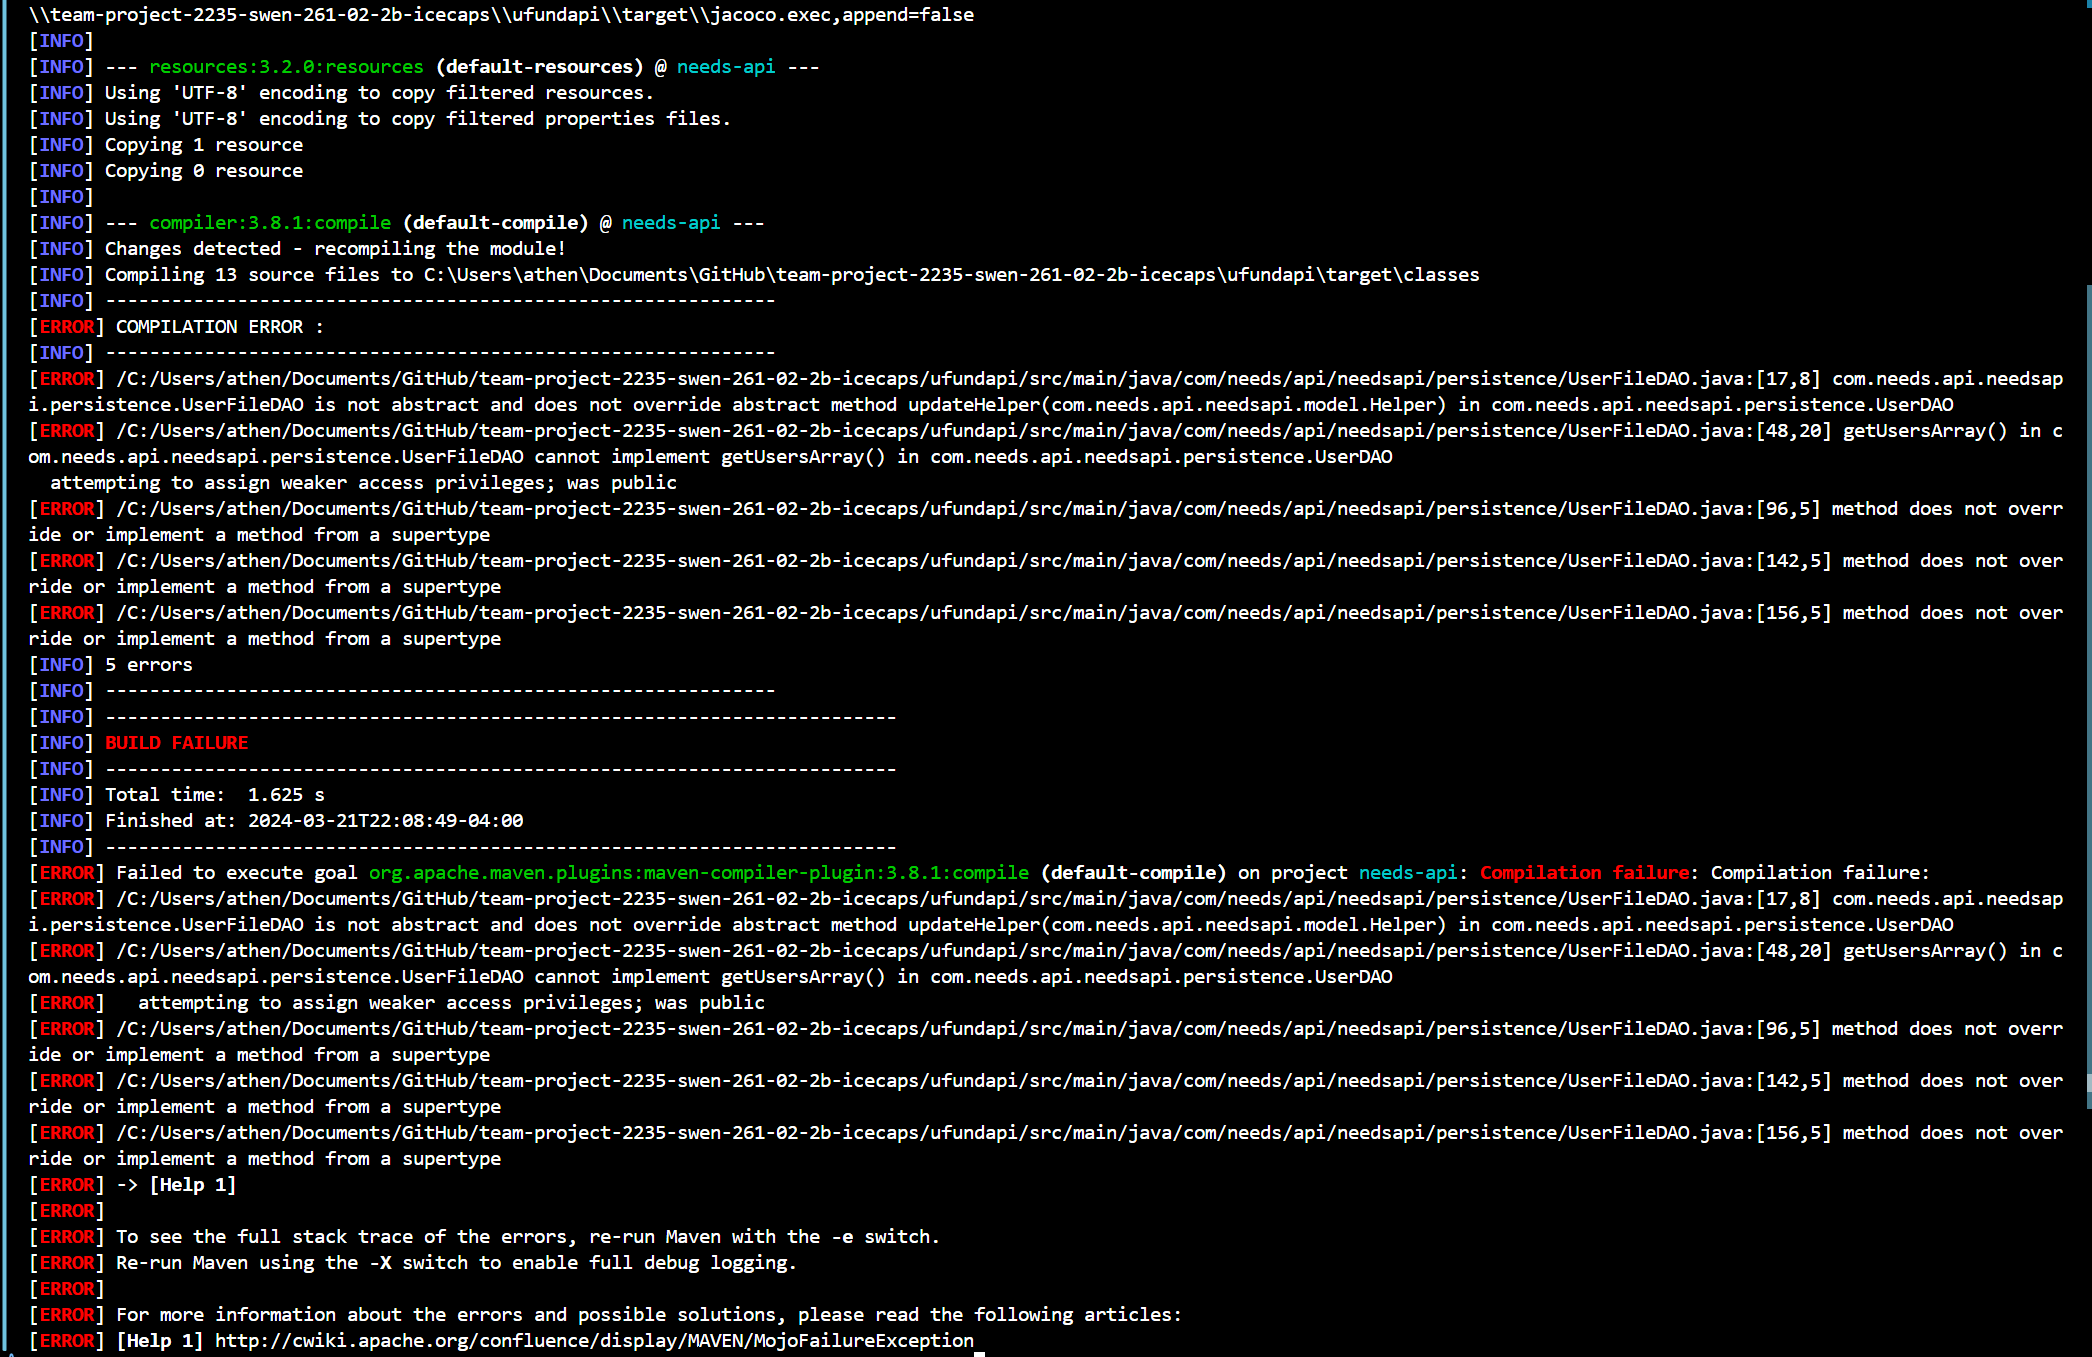 \\team-project-2235-swen-261-02-2b-icecaps\\ufundapi\\target\\jacoco.exec,append=false
[INFO]
[INFO] --- resources:3.2.0:resources (default-resources) @ needs-api ---
[INFO] Using 'UTF-8' encoding to copy filtered resources.
[INFO] Using 'UTF-8' encoding to copy filtered properties files.
[INFO] Copying 1 resource
[INFO] Copying 0 resource
[INFO]
[INFO] --- compiler:3.8.1:compile (default-compile) @ needs-api ---
[INFO] Changes detected - recompiling the module!
[INFO] Compiling 13 source files to C:\Users\athen\Documents\GitHub\team-project-2235-swen-261-02-2b-icecaps\ufundapi\target\classes
[INFO] -------------------------------------------------------------
[ERROR] COMPILATION ERROR :
[INFO] -------------------------------------------------------------
[ERROR] /C:/Users/athen/Documents/GitHub/team-project-2235-swen-261-02-2b-icecaps/ufundapi/src/main/java/com/needs/api/needsapi/persistence/UserFileDAO.java:[17,8] com.needs.api.needsap
i.persistence.UserFileDAO is not abstract and does not override abstract method updateHelper(com.needs.api.needsapi.model.Helper) in com.needs.api.needsapi.persistence.UserDAO
[ERROR] /C:/Users/athen/Documents/GitHub/team-project-2235-swen-261-02-2b-icecaps/ufundapi/src/main/java/com/needs/api/needsapi/persistence/UserFileDAO.java:[48,20] getUsersArray() in c
om.needs.api.needsapi.persistence.UserFileDAO cannot implement getUsersArray() in com.needs.api.needsapi.persistence.UserDAO
  attempting to assign weaker access privileges; was public
[ERROR] /C:/Users/athen/Documents/GitHub/team-project-2235-swen-261-02-2b-icecaps/ufundapi/src/main/java/com/needs/api/needsapi/persistence/UserFileDAO.java:[96,5] method does not overr
ide or implement a method from a supertype
[ERROR] /C:/Users/athen/Documents/GitHub/team-project-2235-swen-261-02-2b-icecaps/ufundapi/src/main/java/com/needs/api/needsapi/persistence/UserFileDAO.java:[142,5] method does not over
ride or implement a method from a supertype
[ERROR] /C:/Users/athen/Documents/GitHub/team-project-2235-swen-261-02-2b-icecaps/ufundapi/src/main/java/com/needs/api/needsapi/persistence/UserFileDAO.java:[156,5] method does not over
ride or implement a method from a supertype
[INFO] 5 errors
[INFO] -------------------------------------------------------------
[INFO] ------------------------------------------------------------------------
[INFO] BUILD FAILURE
[INFO] ------------------------------------------------------------------------
[INFO] Total time:  1.625 s
[INFO] Finished at: 2024-03-21T22:08:49-04:00
[INFO] ------------------------------------------------------------------------
[ERROR] Failed to execute goal org.apache.maven.plugins:maven-compiler-plugin:3.8.1:compile (default-compile) on project needs-api: Compilation failure: Compilation failure:
[ERROR] /C:/Users/athen/Documents/GitHub/team-project-2235-swen-261-02-2b-icecaps/ufundapi/src/main/java/com/needs/api/needsapi/persistence/UserFileDAO.java:[17,8] com.needs.api.needsap
i.persistence.UserFileDAO is not abstract and does not override abstract method updateHelper(com.needs.api.needsapi.model.Helper) in com.needs.api.needsapi.persistence.UserDAO
[ERROR] /C:/Users/athen/Documents/GitHub/team-project-2235-swen-261-02-2b-icecaps/ufundapi/src/main/java/com/needs/api/needsapi/persistence/UserFileDAO.java:[48,20] getUsersArray() in c
om.needs.api.needsapi.persistence.UserFileDAO cannot implement getUsersArray() in com.needs.api.needsapi.persistence.UserDAO
[ERROR]   attempting to assign weaker access privileges; was public
[ERROR] /C:/Users/athen/Documents/GitHub/team-project-2235-swen-261-02-2b-icecaps/ufundapi/src/main/java/com/needs/api/needsapi/persistence/UserFileDAO.java:[96,5] method does not overr
ide or implement a method from a supertype
[ERROR] /C:/Users/athen/Documents/GitHub/team-project-2235-swen-261-02-2b-icecaps/ufundapi/src/main/java/com/needs/api/needsapi/persistence/UserFileDAO.java:[142,5] method does not over
ride or implement a method from a supertype
[ERROR] /C:/Users/athen/Documents/GitHub/team-project-2235-swen-261-02-2b-icecaps/ufundapi/src/main/java/com/needs/api/needsapi/persistence/UserFileDAO.java:[156,5] method does not over
ride or implement a method from a supertype
[ERROR] -> [Help 1]
[ERROR]
[ERROR] To see the full stack trace of the errors, re-run Maven with the -e switch.
[ERROR] Re-run Maven using the -X switch to enable full debug logging.
[ERROR]
[ERROR] For more information about the errors and possible solutions, please read the following articles:
[ERROR] [Help 1] http://cwiki.apache.org/confluence/display/MAVEN/MojoFailureException